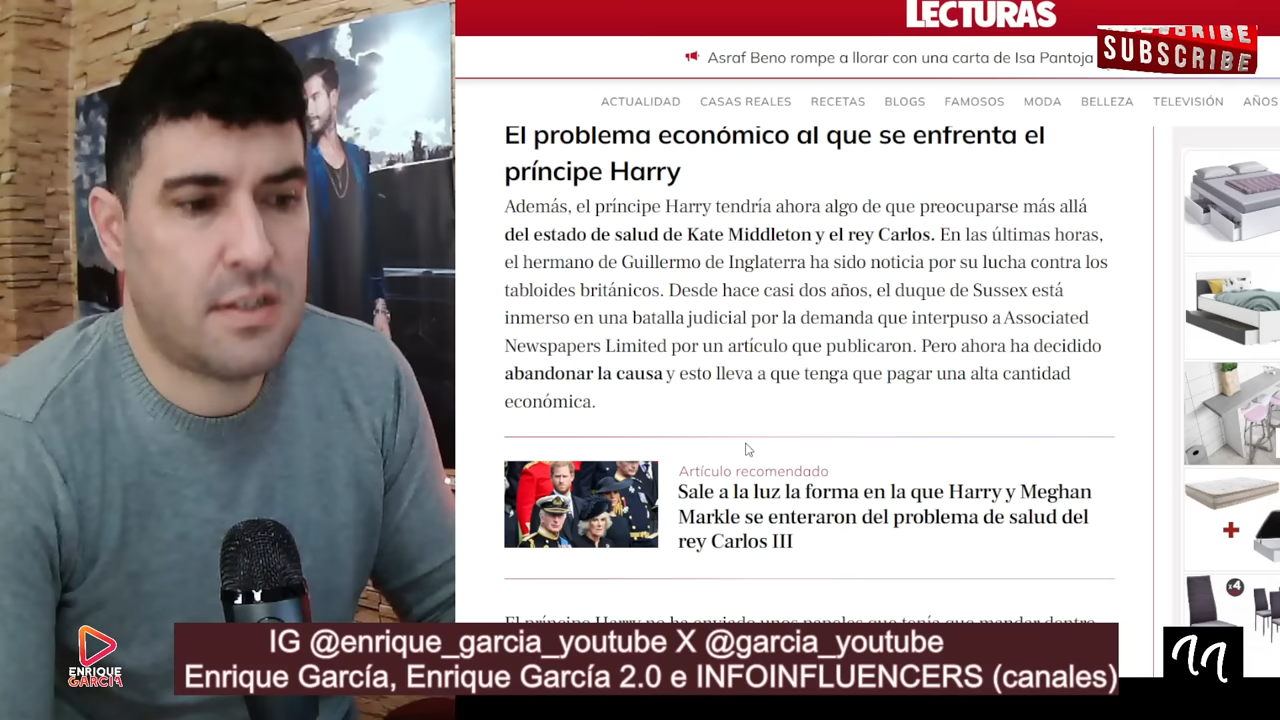 LECTURAS
Asraf Beno rompe a llorar con una carta de Isa Pantoja
SUBSCRIBE
ACTUALIDAD CASAS REALES RECETAS BLOGS FAMOSOS MODA BELLEZA TELEVISIÓN AÑOS
El problema económico al que se enfrenta el
príncipe Harry
Además, el príncipe Harry tendría ahora algo de que preocuparse más allá
del estado de salud de Kate Middleton y el rey Carlos. En las últimas horas,
el hermano de Guillermo de Inglaterra ha sido noticia por su lucha contra los
tabloides británicos. Desde hace casi dos años, el duque de Sussex está
inmerso en una batalla judicial por la demanda que interpuso a Associated
Newspapers Limited por un artículo que publicaron. Pero ahora ha decidido
abandonar la causa y esto lleva a que tenga que pagar una alta cantidad
económica.
Artículo recomendado
Sale a la luz la forma en la que Harry y Meghan
Markle se enteraron del problema de salud del
rey Carlos III
x4
IG @enrique_garcia_youtube X @garcia_youtube
Enrique García, Enrique García 2.0 e INFOINFLUENCERS (canales)
ENRIQUE
GARCÍA